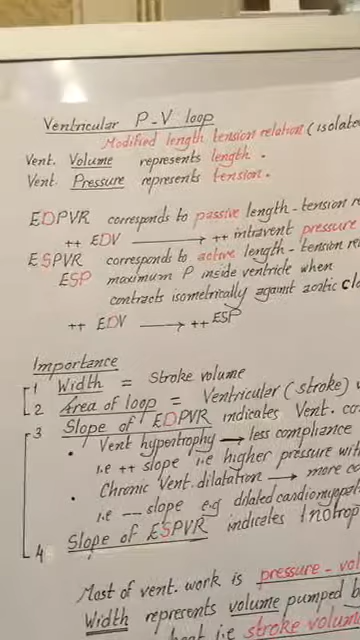 Ventricular P-V loop
Modified length tension relation (isolate
Vent. Volume represents length.
Vent. Pressure represents tension.
EDPVR corresponds to passive length-tension re
++ EDV → ++ intravent pressure
ESPVR corresponds to active length-tension re
ESP maximum P inside ventricle when
contracts isometrically against aortic clo
++ EDV → ++ ESP
Importance
1 Width = Stroke volume
2 Area of loop = Ventricular (stroke)
3 Slope of EDPVR indicates Vent. co
• Vent hypertrophy → less compliance
i.e ++ slope i.e higher pressure with
• Chronic Vent. dilatation → more co
i.e -- slope e.g dilated cardiomyopat
4 Slope of ESPVR indicates Inotrop
Most of vent. work is pressure-vol
Width represents volume pumped b
i.e stroke volum